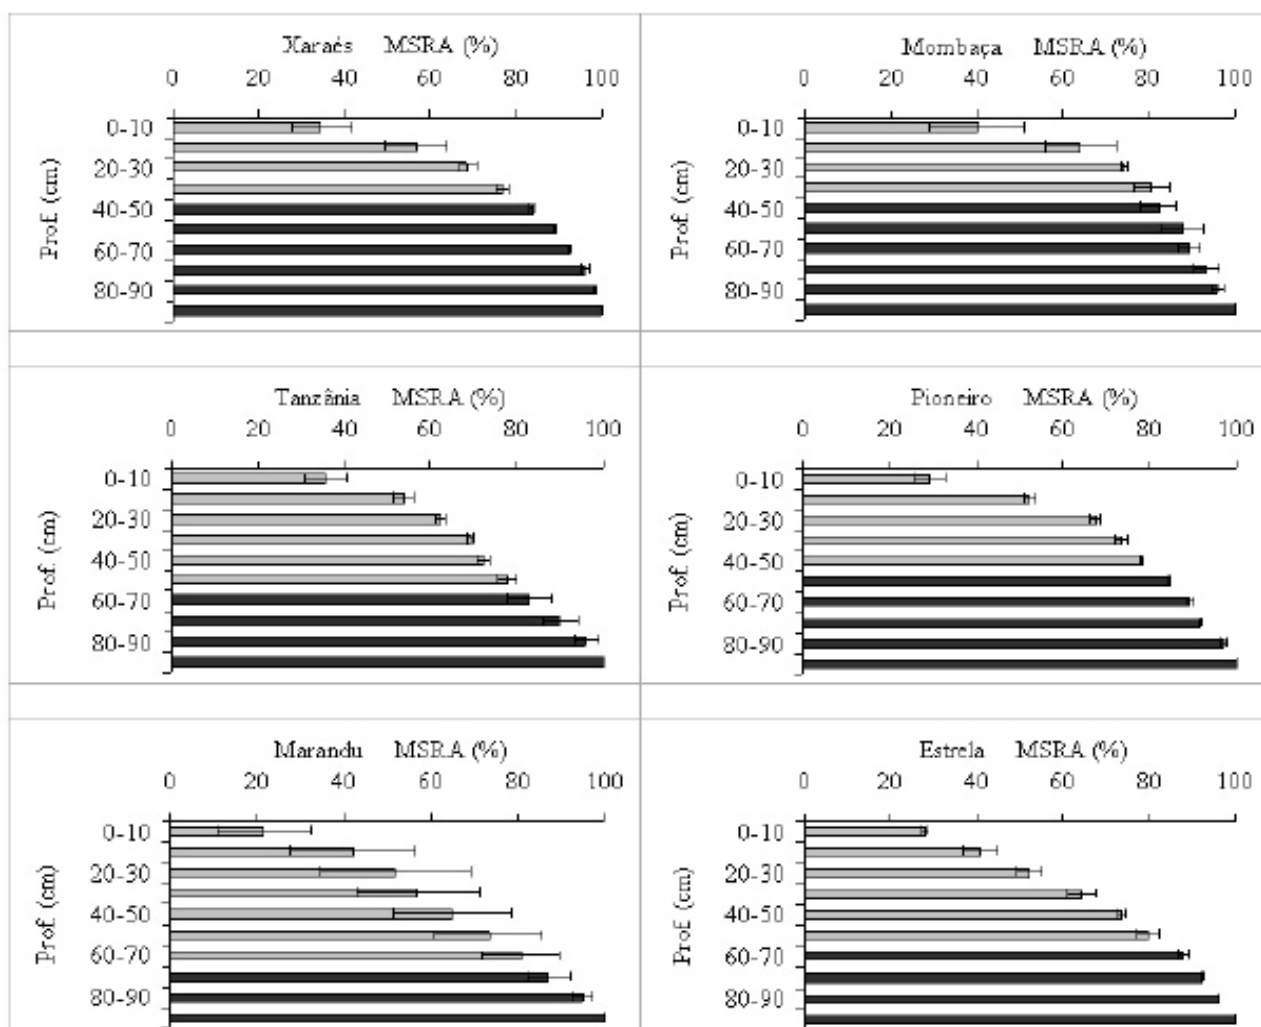 Xaraés MSRA (%)
0 20 40 60 80 100
Prof. (cm)
0-10
20-30
40-50
60-70
80-90
Mombaça MSRA (%)
0 20 40 60 80 100
Prof. (cm)
0-10
20-30
40-50
60-70
80-90
Tanzânia MSRA (%)
0 20 40 60 80 100
Prof. (cm)
0-10
20-30
40-50
60-70
80-90
Pioneiro MSRA (%)
0 20 40 60 80 100
Prof. (cm)
0-10
20-30
40-50
60-70
80-90
Marandu MSRA (%)
0 20 40 60 80 100
Prof. (cm)
0-10
20-30
40-50
60-70
80-90
Estrela MSRA (%)
0 20 40 60 80 100
Prof. (cm)
0-10
20-30
40-50
60-70
80-90